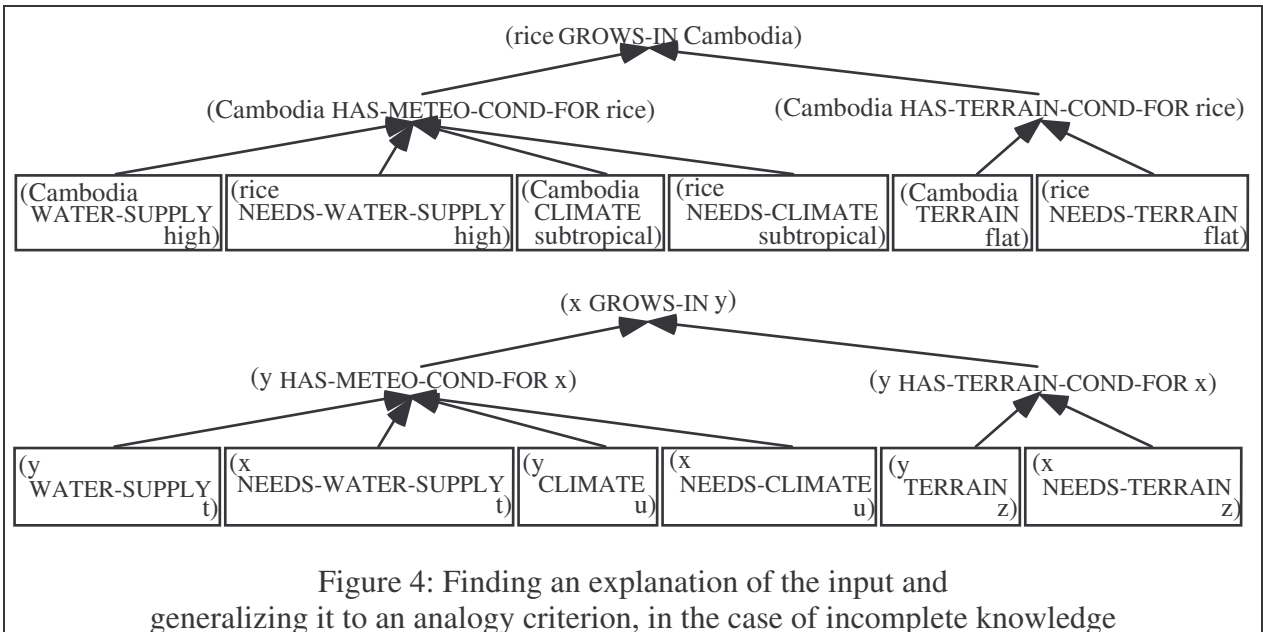 (rice GROWS-IN Cambodia)
(Cambodia HAS-METEO-COND-FOR rice)
(Cambodia HAS-TERRAIN-COND-FOR rice)
(Cambodia
WATER-SUPPLY
high)
(rice
NEEDS-WATER-SUPPLY
high)
(Cambodia
CLIMATE
subtropical)
(rice
NEEDS-CLIMATE
subtropical)
(Cambodia
TERRAIN
flat)
(rice
NEEDS-TERRAIN
flat)
(x GROWS-IN y)
(y HAS-METEO-COND-FOR x)
(y HAS-TERRAIN-COND-FOR x)
(y
WATER-SUPPLY
t)
(x
NEEDS-WATER-SUPPLY
t)
(y
CLIMATE
u)
(x
NEEDS-CLIMATE
u)
(y
TERRAIN
z)
(x
NEEDS-TERRAIN
z)
Figure 4: Finding an explanation of the input and
generalizing it to an analogy criterion, in the case of incomplete knowledge